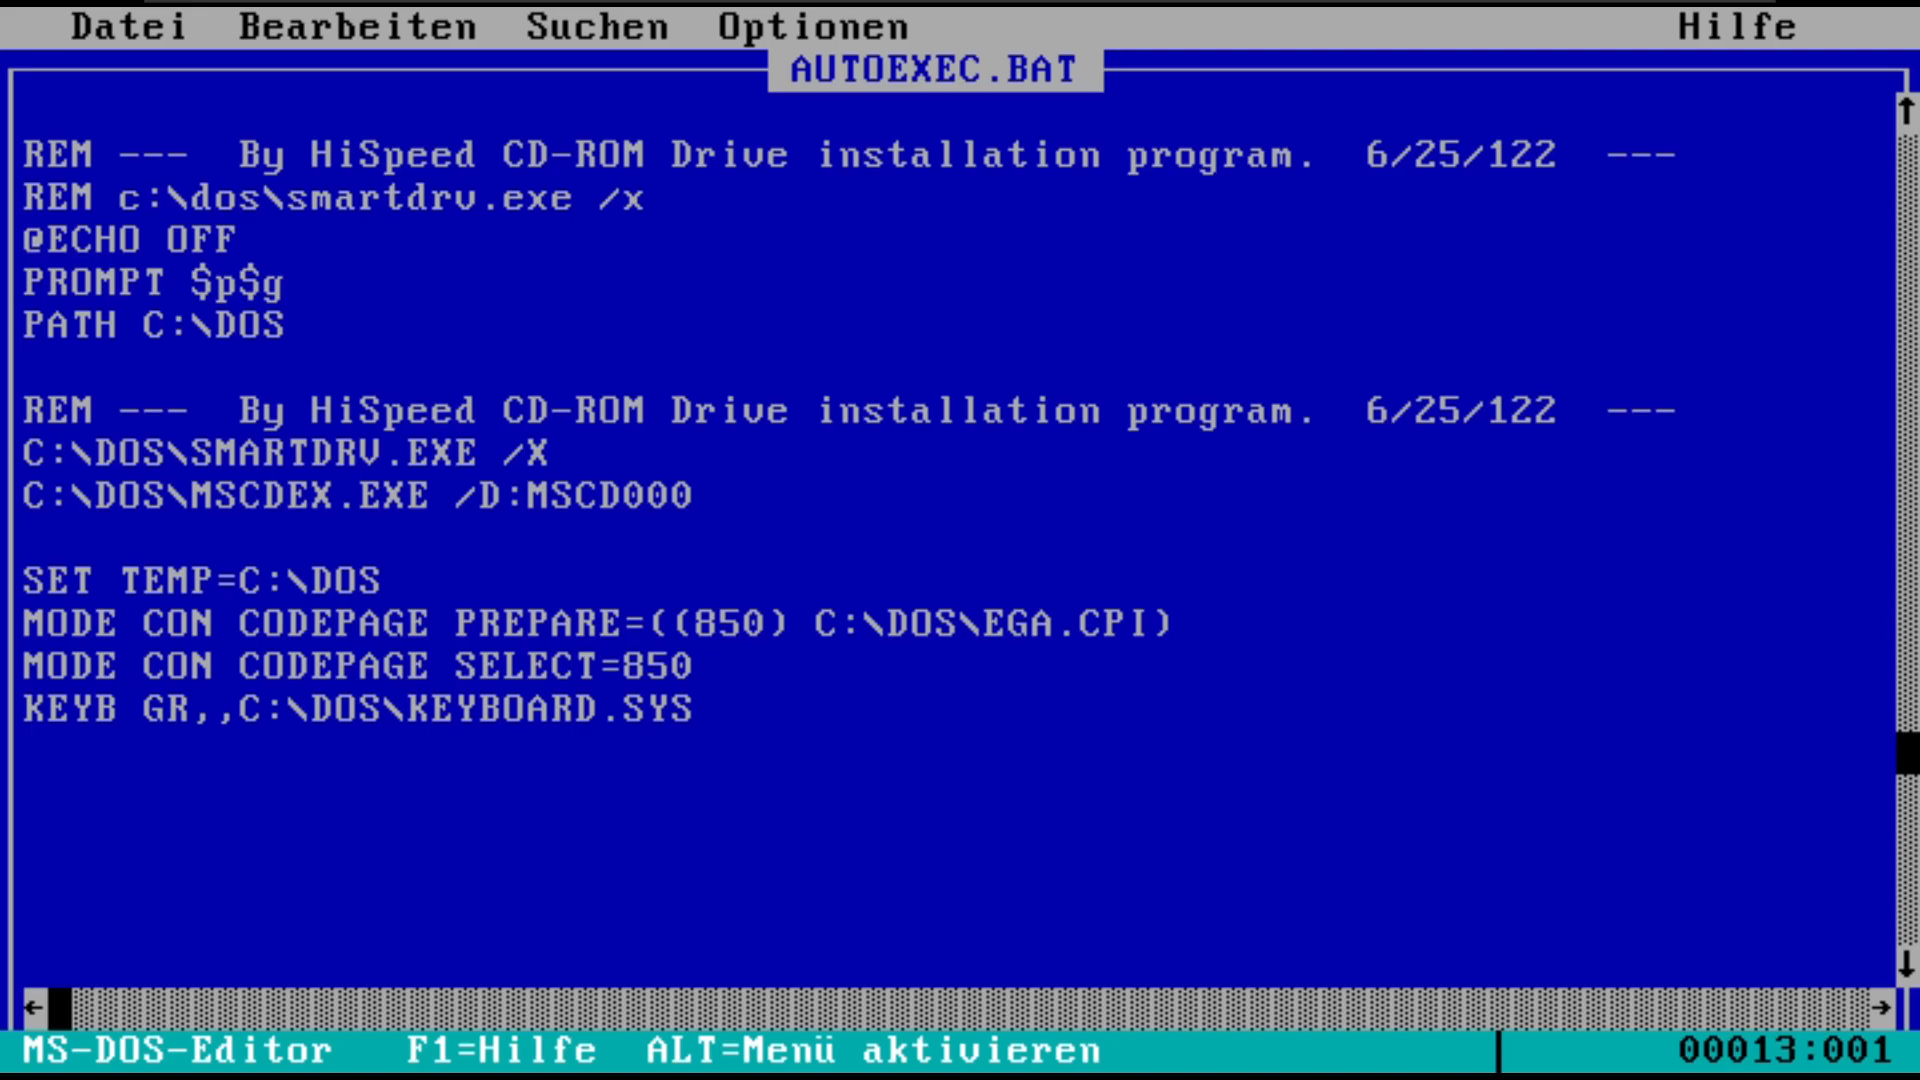 Datei Bearbeiten Suchen Optionen Hilfe
AUTOEXEC.BAT
REM --- By HiSpeed CD-ROM Drive installation program. 6/25/122 ---
REM c:\dos\smartdrv.exe /x
@ECHO OFF
PROMPT $p$g
PATH C:\DOS
REM --- By HiSpeed CD-ROM Drive installation program. 6/25/122 ---
C:\DOS\SMARTDRV.EXE /X
C:\DOS\MSCDEX.EXE /D:MSCD000
SET TEMP=C:\DOS
MODE CON CODEPAGE PREPARE=((850) C:\DOS\EGA.CPI)
MODE CON CODEPAGE SELECT=850
KEYB GR,,C:\DOS\KEYBOARD.SYS
MS-DOS-Editor F1=Hilfe ALT=Menü aktivieren 00013:001